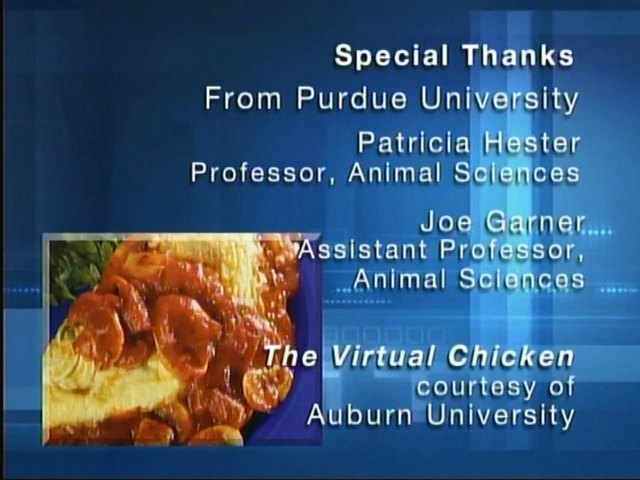 Special Thanks
From Purdue University
Patricia Hester
Professor, Animal Sciences
Joe Garner
Assistant Professor,
Animal Sciences
The Virtual Chicken
courtesy of
Auburn University